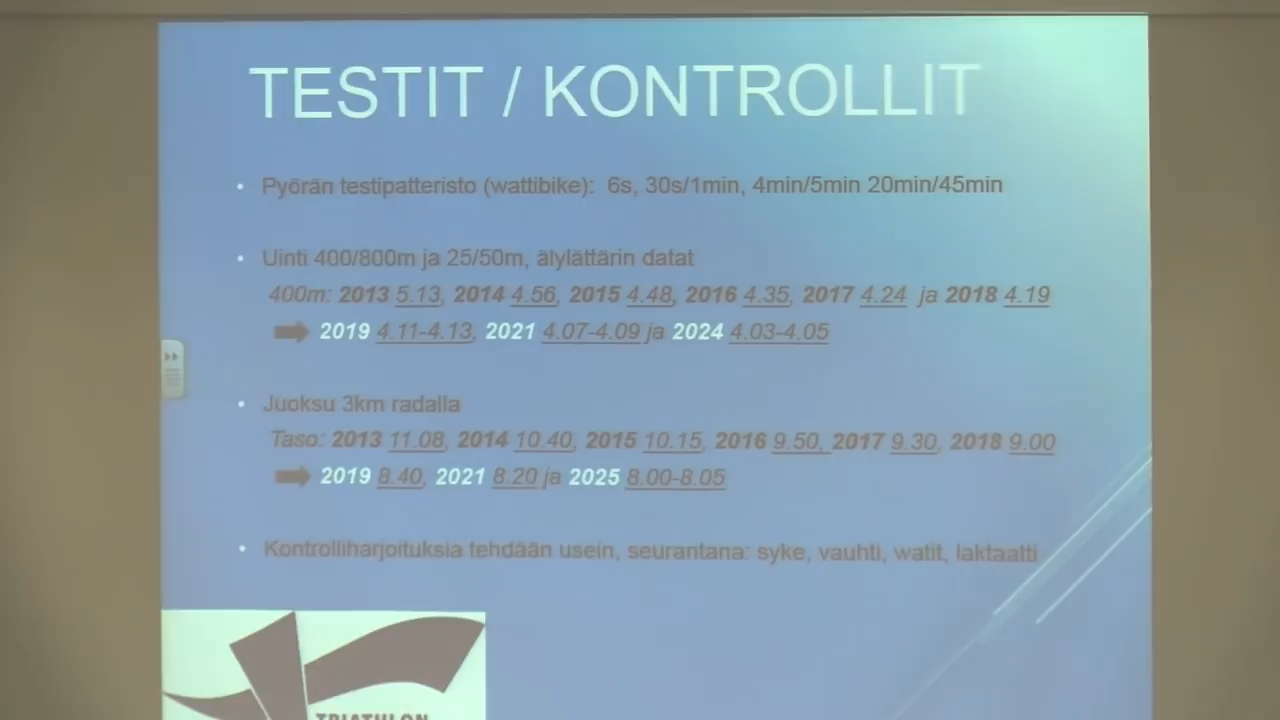 TESTIT / KONTROLLIT
• Pyörän testipatteristo (wattibike): 6s, 30s/1min, 4min/5min 20min/45min
• Uinti 400/800m ja 25/50m, älylättärin datat
400m: 2013 5.13, 2014 4.56, 2015 4.48, 2016 4.35, 2017 4.24 ja 2018 4.19
2019 4.11-4.13, 2021 4.07-4.09 ja 2024 4.03-4.05
• Juoksu 3km radalla
Taso: 2013 11.08, 2014 10.40, 2015 10.15, 2016 9.50, 2017 9.30, 2018 9.00
2019 8.40, 2021 8.20 ja 2025 8.00-8.05
• Kontrolliharjoituksia tehdään usein, seurantana: syke, vauhti, watit, laktaatti
TRIATHLON